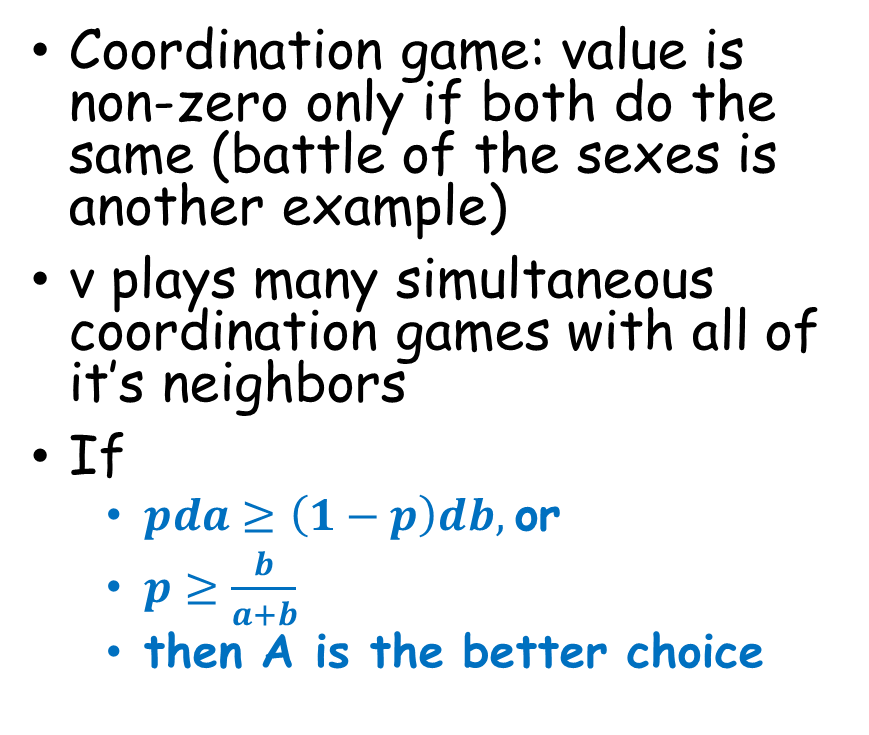 • Coordination game: value is
non-zero only if both do the
same (battle of the sexes is
another example)
• v plays many simultaneous
coordination games with all of
it's neighbors
• If
• pda ≥ (1 − p)db, or
• p ≥ b/(a+b)
• then A is the better choice